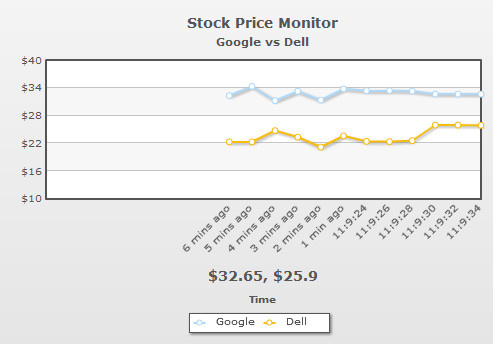 Stock Price Monitor
Google vs Dell
$40
$34
$28
$22
$16
$10
6 mins ago
5 mins ago
4 mins ago
3 mins ago
2 mins ago
1 min ago
11:9:24
11:9:26
11:9:28
11:9:30
11:9:32
11:9:34
$32.65, $25.9
Time
Google Dell